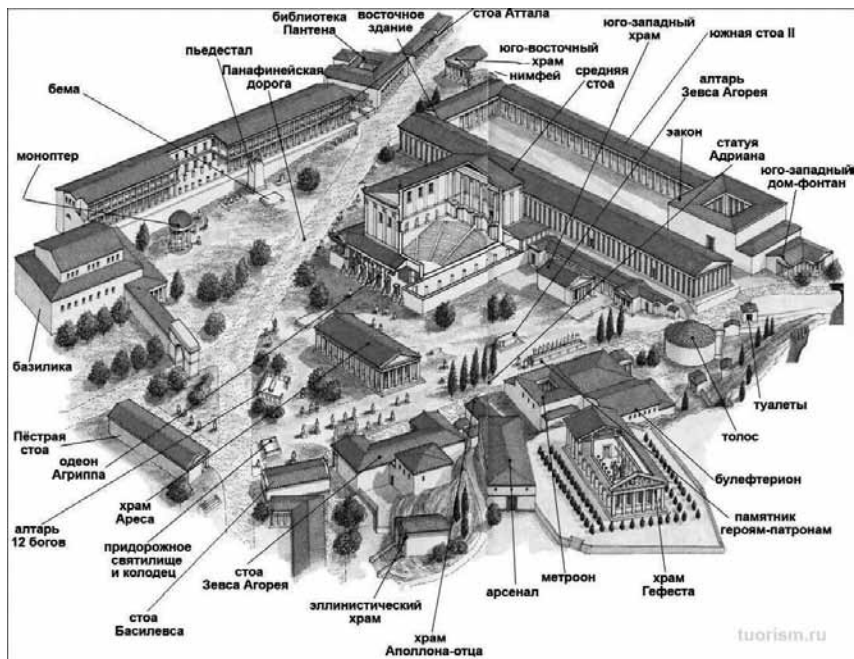 библиотека
Пантена
восточное
здание
стоа Аттала
пьедестал
Панафинейская
дорога
бема
моноптер
юго-восточный
храм
нимфей
средняя
стоа
юго-западный
храм
южная стоа II
алтарь
Зевса Агорея
экон
статуя
Адриана
юго-западный
дом-фонтан
базилика
Пёстрая
стоа
одеон
Агриппа
алтарь
12 богов
храм
Ареса
придорожное
святилище
и колодец
стоа
Басилевса
стоа
Зевса Агорея
эллинистический
храм
храм
Аполлона-отца
арсенал
метроон
храм
Гефеста
памятник
героям-патронам
булефтерион
толос
туалеты
tuorism.ru